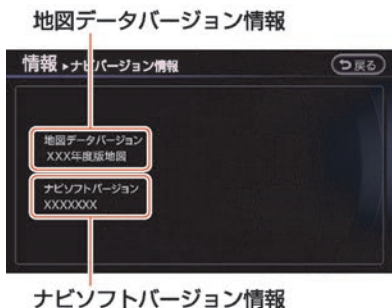 地図データバージョン情報
情報 ▸ナビバージョン情報
戻る
地図データバージョン
XXX年度版地図
ナビソフトバージョン
XXXXXXX
ナビソフトバージョン情報